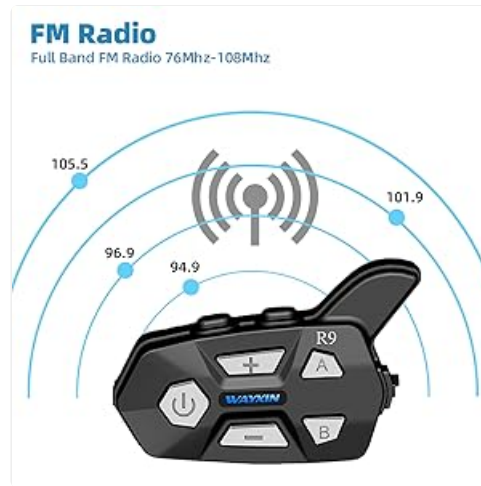 FM Radio
Full Band FM Radio 76Mhz-108Mhz
105.5
101.9
96.9
94.9
R9
+
A
WAYXIN
−
B